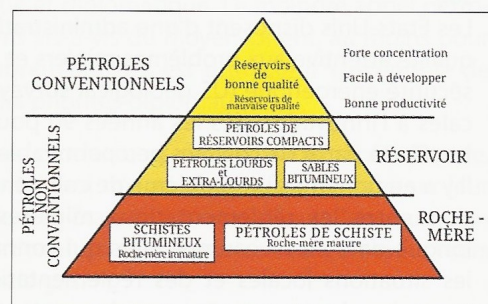 PÉTROLES
CONVENTIONNELS
Réservoirs
de
bonne qualité
Réservoirs de
mauvaise qualité
Forte concentration
Facile à développer
Bonne productivité
PÉTROLES
NON
CONVENTIONNELS
PÉTROLES DE
RÉSERVOIRS COMPACTS
PÉTROLES LOURDS
et
EXTRA-LOURDS
SABLES
BITUMINEUX
RÉSERVOIR
SCHISTES
BITUMINEUX
Roche-mère immature
PÉTROLES DE SCHISTE
Roche-mère mature
ROCHE -
MÈRE